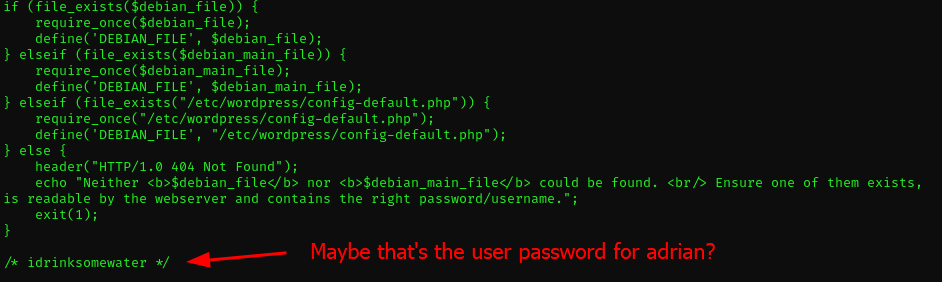 if (file_exists($debian_file)) {
    require_once($debian_file);
    define('DEBIAN_FILE', $debian_file);
} elseif (file_exists($debian_main_file)) {
    require_once($debian_main_file);
    define('DEBIAN_FILE', $debian_main_file);
} elseif (file_exists("/etc/wordpress/config-default.php")) {
    require_once("/etc/wordpress/config-default.php");
    define('DEBIAN_FILE', "/etc/wordpress/config-default.php");
} else {
    header("HTTP/1.0 404 Not Found");
    echo "Neither <b>$debian_file</b> nor <b>$debian_main_file</b> could be found. <br/> Ensure one of them exists,
is readable by the webserver and contains the right password/username.";
    exit(1);
}
Maybe that's the user password for adrian?
/* idrinksomewater */